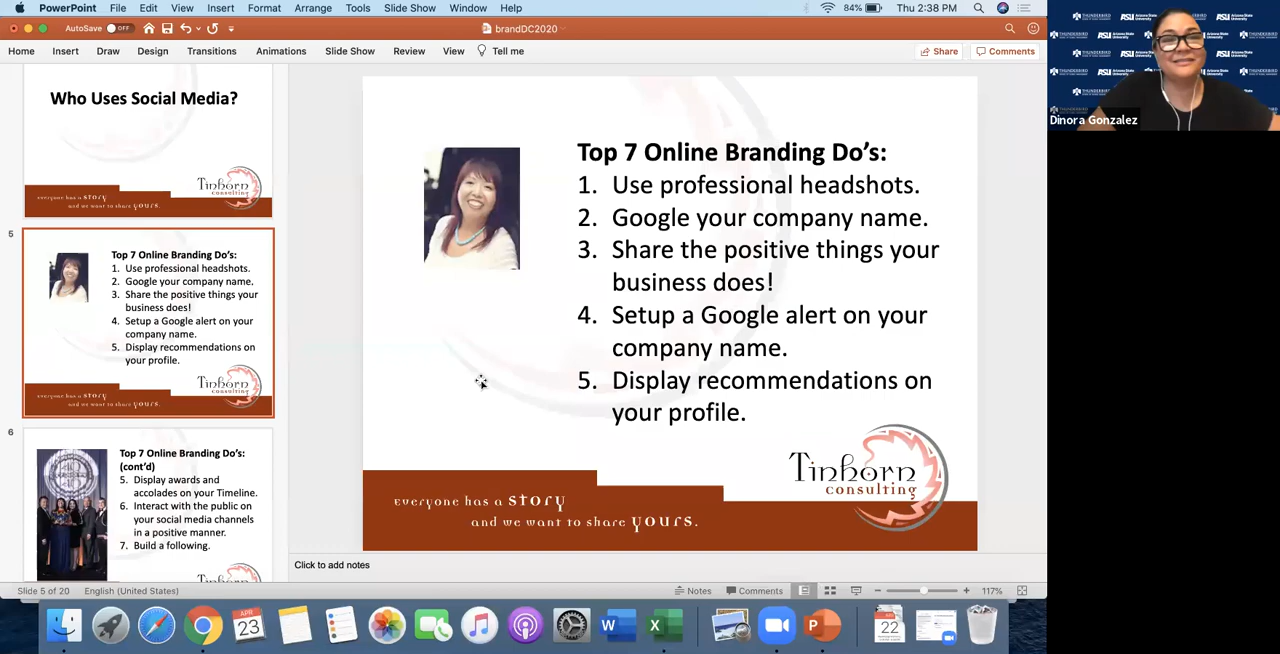 PowerPoint File Edit View Insert Format Arrange Tools Slide Show Window Help 84% Thu 2:38 PM
AutoSave OFF brandDC2020
Home Insert Draw Design Transitions Animations Slide Show Review View Tell me Share Comments
Who Uses Social Media?
everyone has a story
and we want to share yours.
Tinhorn
consulting
5
Top 7 Online Branding Do's:
1. Use professional headshots.
2. Google your company name.
3. Share the positive things your
business does!
4. Setup a Google alert on your
company name.
5. Display recommendations on
your profile.
everyone has a story
and we want to share yours.
Tinhorn
consulting
6
Top 7 Online Branding Do's:
(cont'd)
5. Display awards and
accolades on your Timeline.
6. Interact with the public on
your social media channels
in a positive manner.
7. Build a following.
Tinhorn
Top 7 Online Branding Do's:
1. Use professional headshots.
2. Google your company name.
3. Share the positive things your
business does!
4. Setup a Google alert on your
company name.
5. Display recommendations on
your profile.
everyone has a story
and we want to share yours.
Tinhorn
consulting
Click to add notes
Slide 5 of 20 English (United States) Notes Comments 117%
APR
23
W
X
P
22
THUNDERBIRD
ASU Arizona State University
Dinora Gonzalez